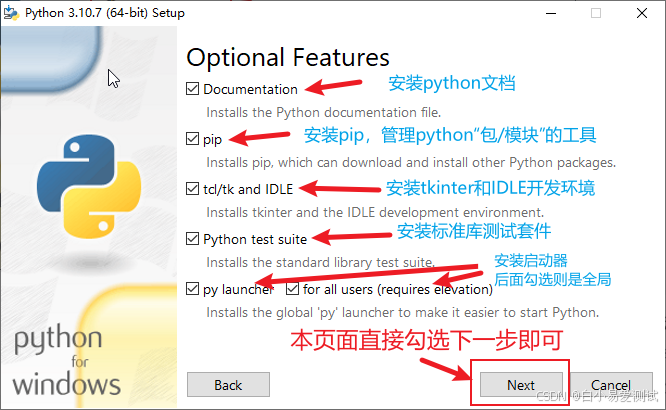 Python 3.10.7 (64-bit) Setup
Optional Features
Documentation
安装python文档
Installs the Python documentation file.
pip
安装pip，管理python“包/模块”的工具
Installs pip, which can download and install other Python packages.
tcl/tk and IDLE
安装tkinter和IDLE开发环境
Installs tkinter and the IDLE development environment.
Python test suite
安装标准库测试套件
Installs the standard library test suite.
安装启动器
后面勾选则是全局
py launcher
for all users (requires elevation)
Installs the global 'py' launcher to make it easier to start Python.
本页面直接勾选下一步即可
python
for
windows
Back
Next
Cancel
CSDN @白小易爱测试